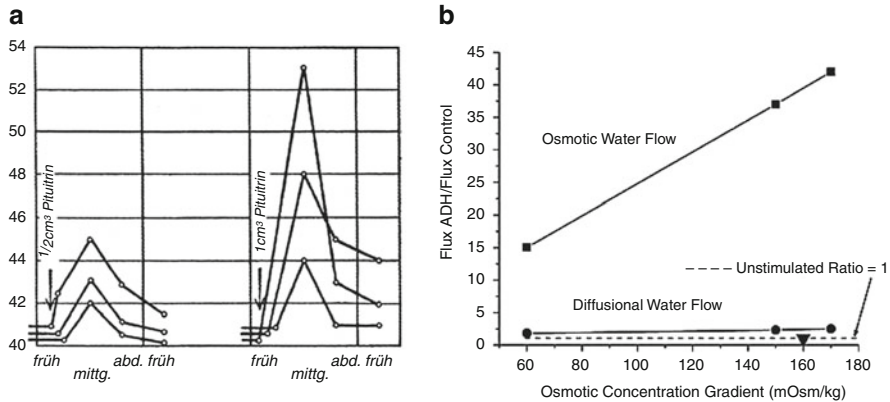 a
54
52
50
48
46
44
42
40
1/2cm³ Pituitrin
1cm³ Pituitrin
früh
mittg.
abd. früh
früh
mittg.
abd. früh
b
45
40
35
30
25
20
15
10
5
0
Flux ADH/Flux Control
Osmotic Water Flow
Unstimulated Ratio = 1
Diffusional Water Flow
60
80
100
120
140
160
180
Osmotic Concentration Gradient (mOsm/kg)